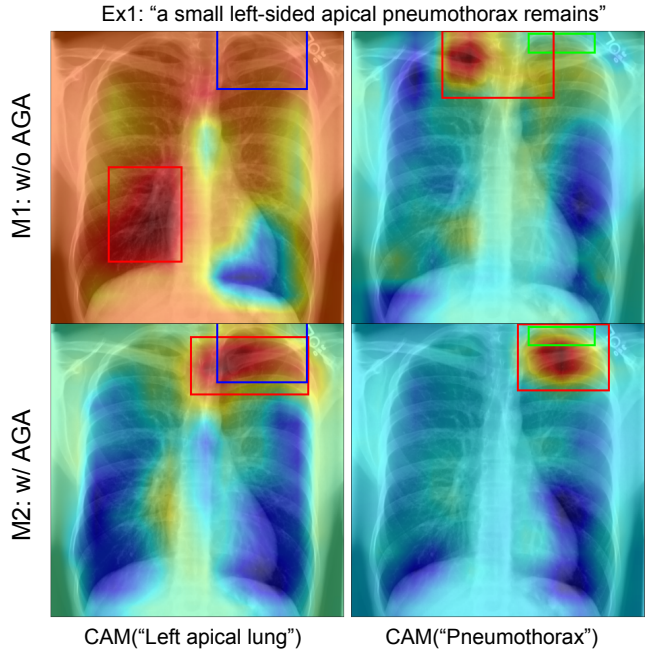 Ex1: “a small left-sided apical pneumothorax remains”
M1: w/o AGA
M2: w/ AGA
CAM(“Left apical lung”)
CAM(“Pneumothorax”)